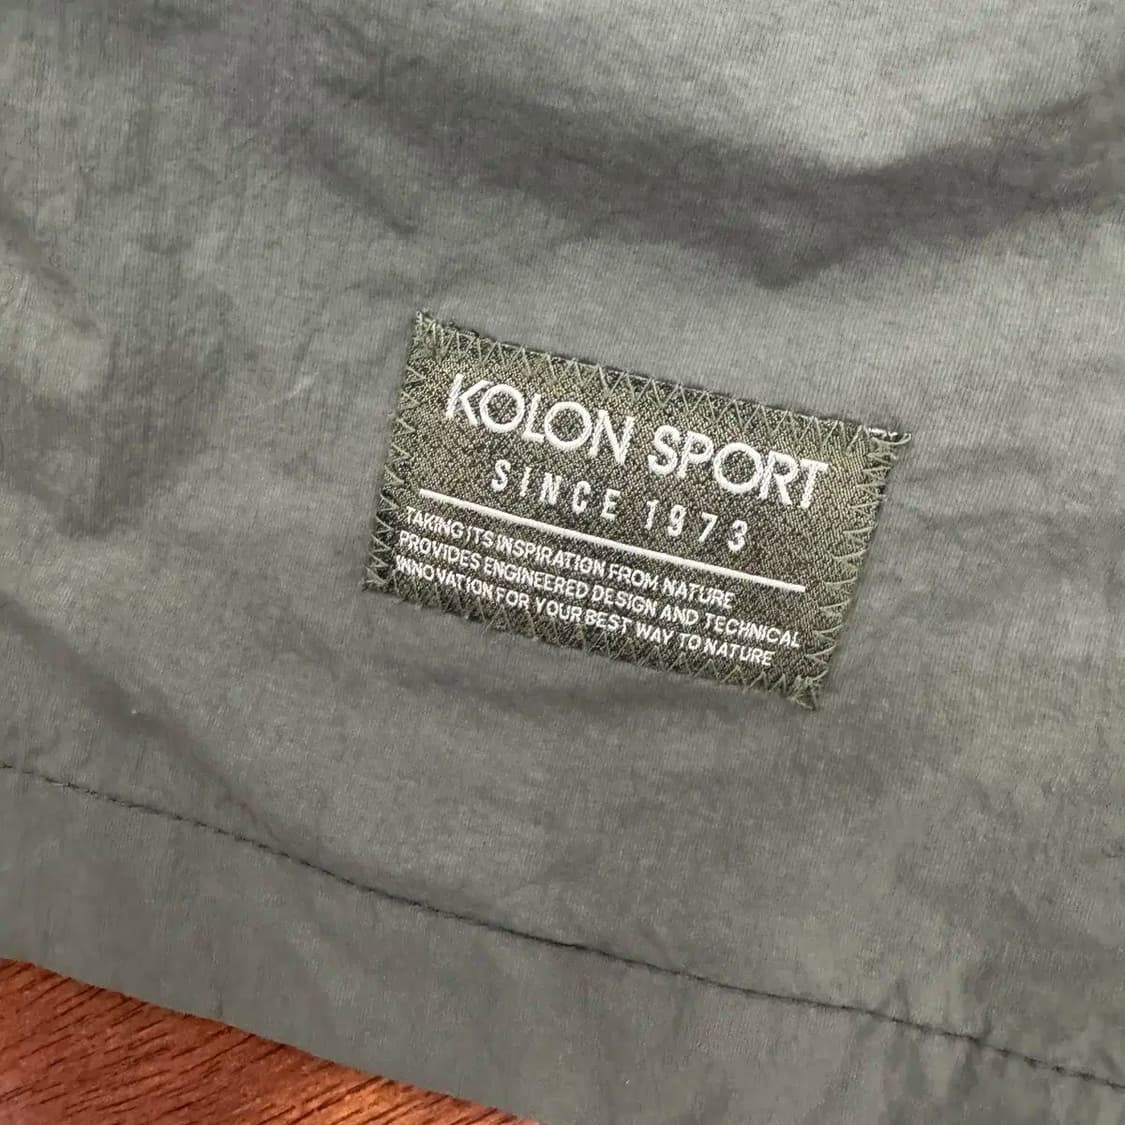 KOLON SPORT
SINCE 1973
TAKING ITS INSPIRATION FROM NATURE
PROVIDES ENGINEERED DESIGN AND TECHNICAL
INNOVATION FOR YOUR BEST WAY TO NATURE